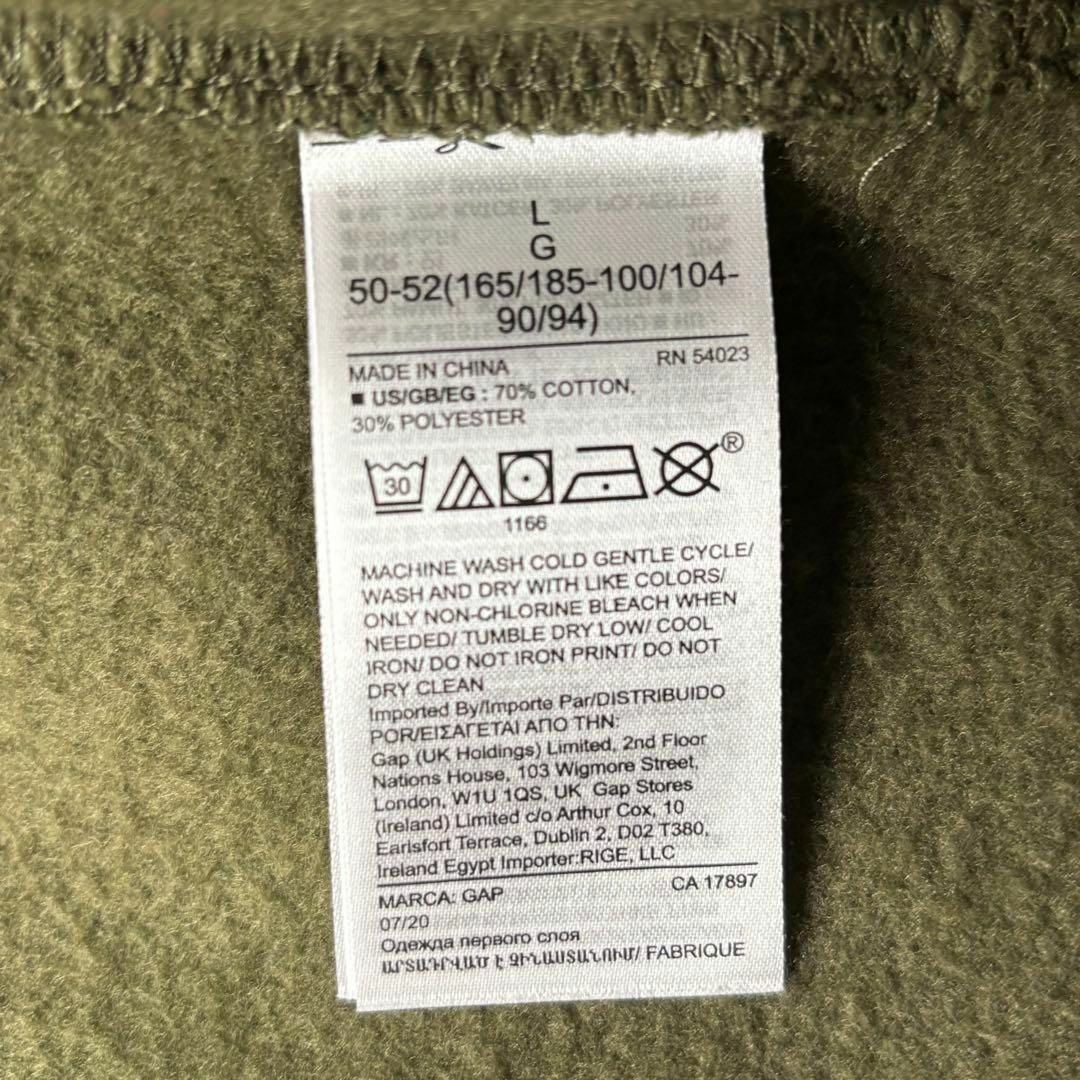 L
G
50-52(165/185-100/104-
90/94)
MADE IN CHINA RN 54023
■ US/GB/EG : 70% COTTON,
30% POLYESTER
30 ®
1166
MACHINE WASH COLD GENTLE CYCLE/
WASH AND DRY WITH LIKE COLORS/
ONLY NON-CHLORINE BLEACH WHEN
NEEDED/ TUMBLE DRY LOW/ COOL
IRON/ DO NOT IRON PRINT/ DO NOT
DRY CLEAN
Imported By/Importe Par/DISTRIBUIDO
POR/ΕΙΣΑΓΕΤΑΙ ΑΠΟ ΤΗΝ:
Gap (UK Holdings) Limited, 2nd Floor
Nations House, 103 Wigmore Street,
London, W1U 1QS, UK Gap Stores
(Ireland) Limited c/o Arthur Cox, 10
Earlsfort Terrace, Dublin 2, D02 T380,
Ireland Egypt Importer:RIGE, LLC
MARCA: GAP CA 17897
07/20
Одежда первого слоя
ԱՐՏԱԴՐՎԱԾ Է ՉԻՆԱՍՏԱՆՈՒՄ/ FABRIQUE